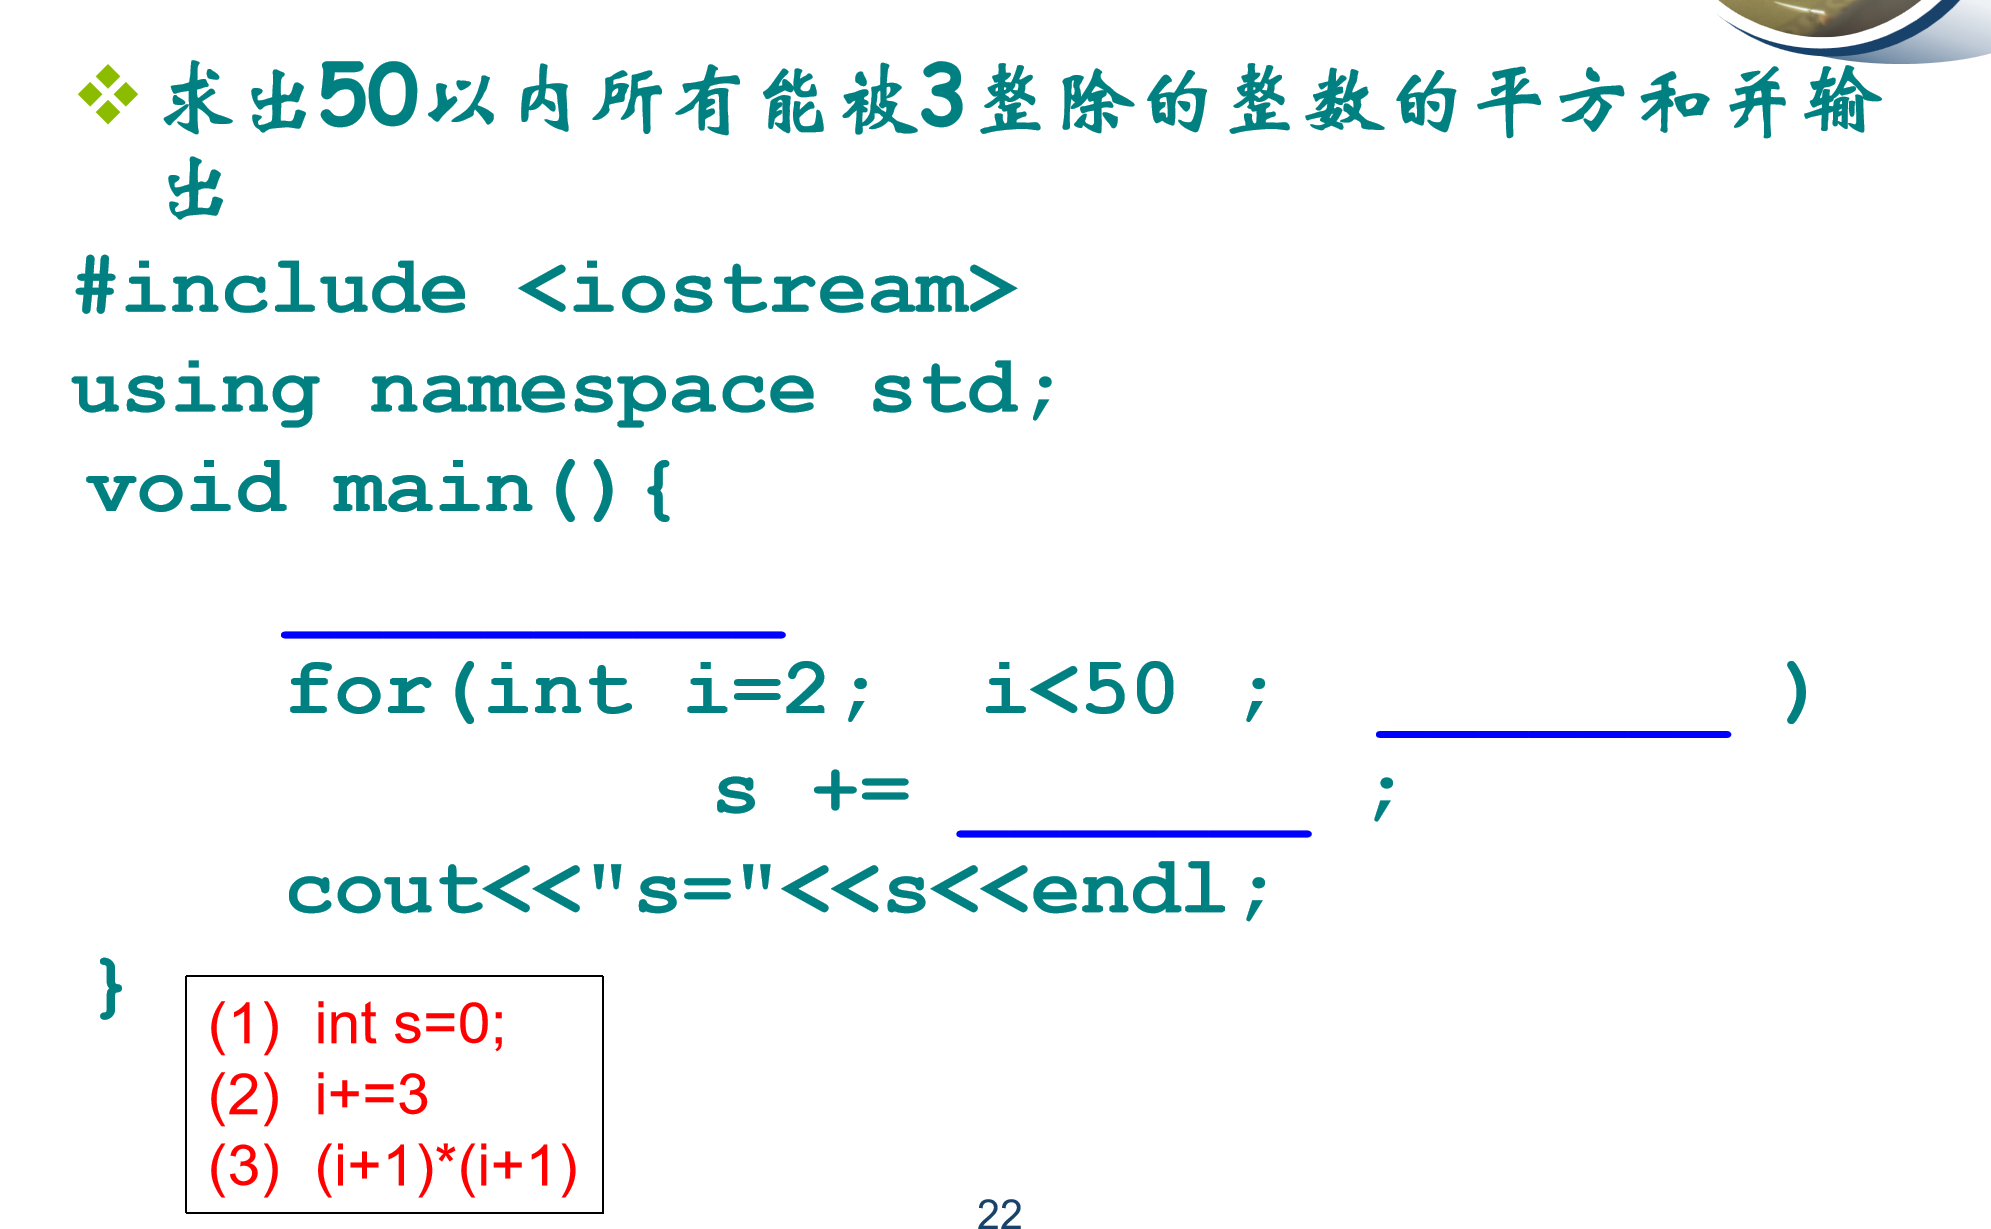 求出50以内所有能被3整除的整数的平方和并输
出
#include <iostream>
using namespace std;
void main(){
for(int i=2; i<50 ; )
s += ;
cout<<"s="<<s<<endl;
}
(1) int s=0;
(2) i+=3
(3) (i+1)*(i+1)
22